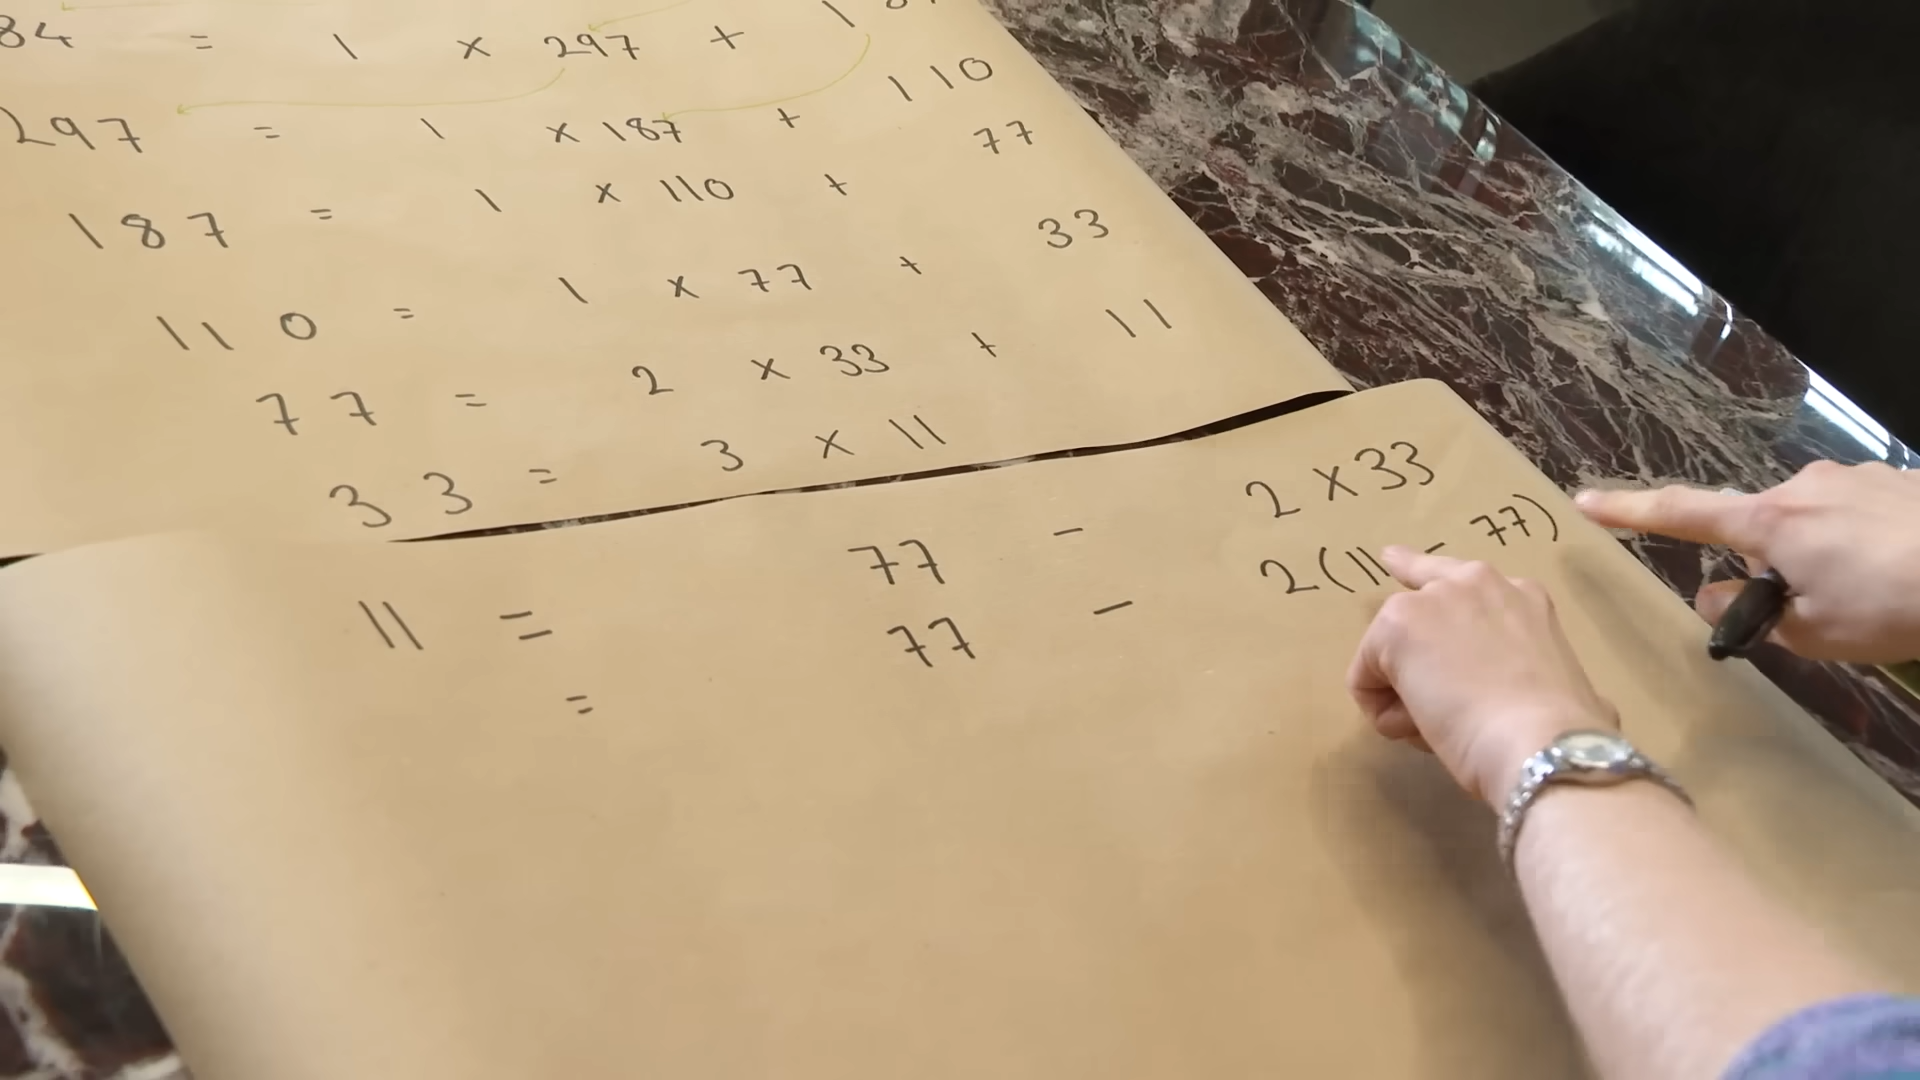 84 = 1 × 297 +
297 = 1 × 187 + 110
187 = 1 × 110 + 77
110 = 1 × 77 + 33
77 = 2 × 33 + 11
33 = 3 × 11
11 = 77 - 2 × 33
= 77 - 2(11 - 77)